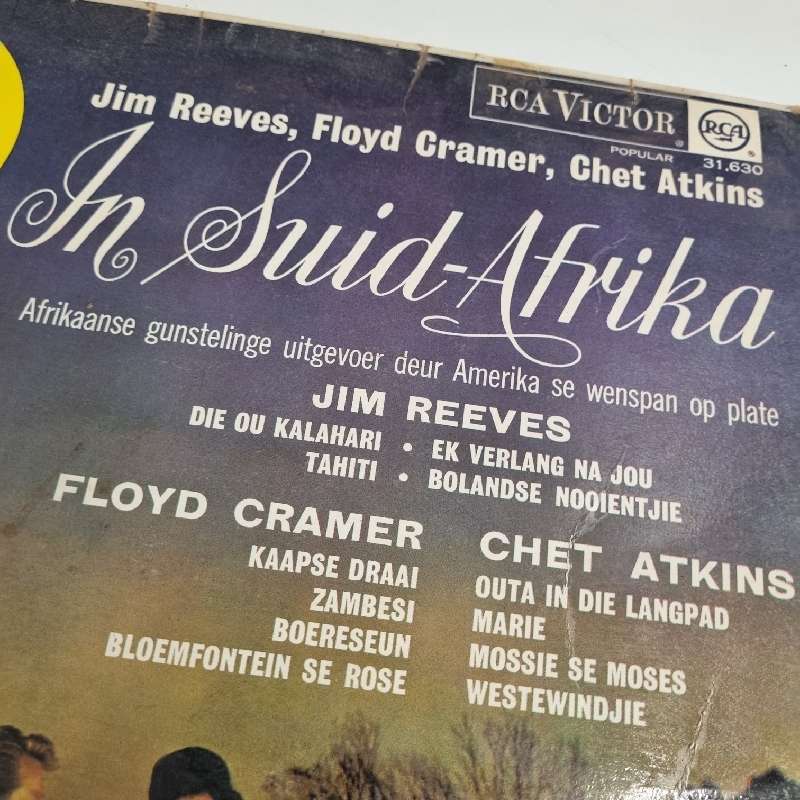 RCA VICTOR
RCA
POPULAR 31.630
Jim Reeves, Floyd Cramer, Chet Atkins
In Suid-Afrika
Afrikaanse gunstelinge uitgevoer deur Amerika se wenspan op plate
JIM REEVES
DIE OU KALAHARI • EK VERLANG NA JOU
TAHITI • BOLANDSE NOOIENTJIE
FLOYD CRAMER
KAAPSE DRAAI
ZAMBESI
BOERESEUN
BLOEMFONTEIN SE ROSE
CHET ATKINS
OUTA IN DIE LANGPAD
MARIE
MOSSIE SE MOSES
WESTEWINDJIE